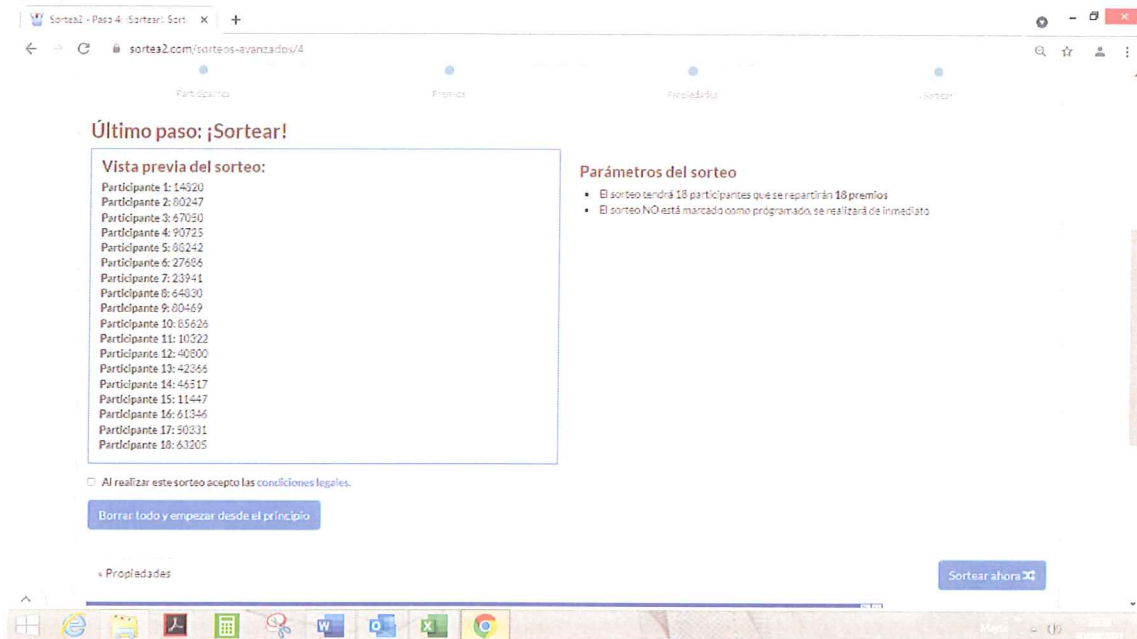 Sortea2 - Paso 4: ¡Sortear!. Sort
sortea2.com/sorteos-avanzados/4
Participantes Premios Propiedades ¡Sortear!
Último paso: ¡Sortear!
Vista previa del sorteo:
Participante 1: 14820
Participante 2: 80247
Participante 3: 67050
Participante 4: 90725
Participante 5: 88242
Participante 6: 27686
Participante 7: 23941
Participante 8: 64830
Participante 9: 80469
Participante 10: 85626
Participante 11: 10322
Participante 12: 40800
Participante 13: 42366
Participante 14: 46517
Participante 15: 11447
Participante 16: 61346
Participante 17: 50331
Participante 18: 63205
Parámetros del sorteo
• El sorteo tendrá 18 participantes que se repartirán 18 premios
• El sorteo NO está marcado como programado, se realizará de inmediato
Al realizar este sorteo acepto las condiciones legales.
Borrar todo y empezar desde el principio
« Propiedades
Sortear ahora